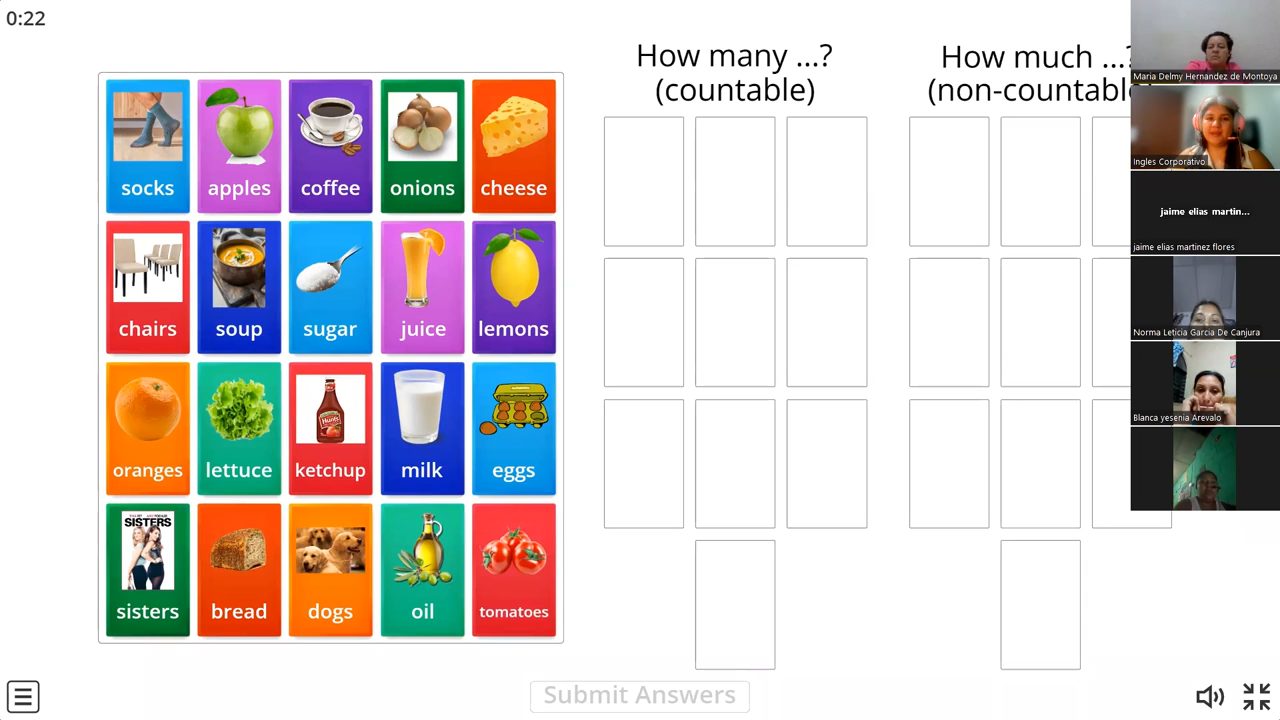 0:22
How many ...?
(countable)
How much ...?
(non-countable)
socks
apples
coffee
onions
cheese
chairs
soup
sugar
juice
lemons
oranges
lettuce
ketchup
milk
eggs
SISTERS
sisters
bread
dogs
oil
tomatoes
Submit Answers
Maria Delmy Hernandez de Montoya
Ingles Corporativo
jaime elias martin...
jaime elias martinez flores
Norma Leticia Garcia De Canjura
Blanca yesenia Arevalo